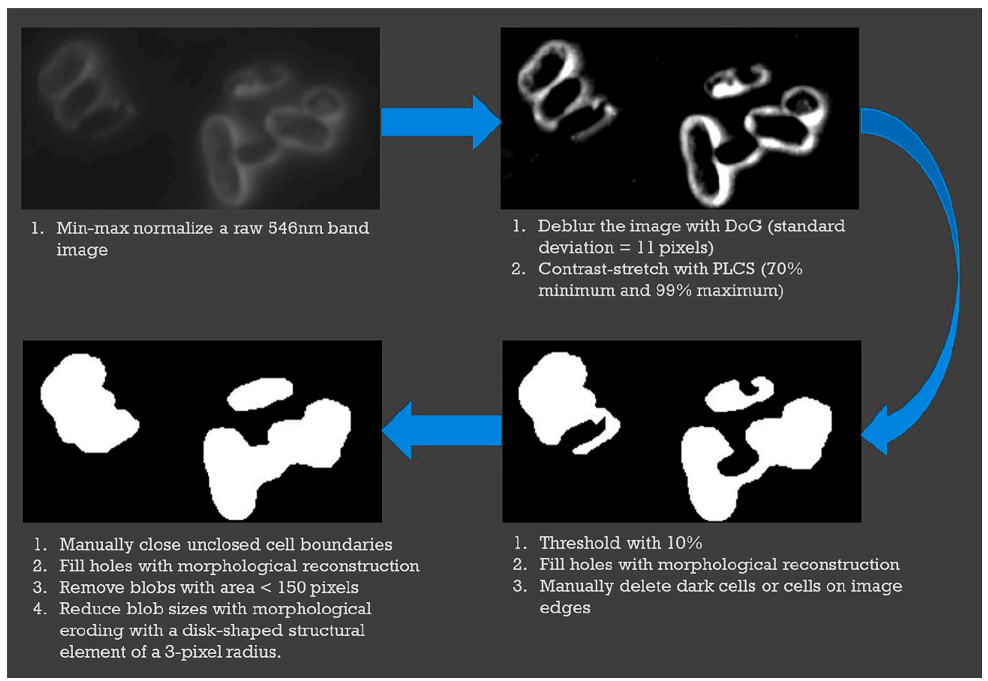 1. Min-max normalize a raw 546nm band
image
1. Deblur the image with DoG (standard
deviation = 11 pixels)
2. Contrast-stretch with PLCS (70%
minimum and 99% maximum)
1. Threshold with 10%
2. Fill holes with morphological reconstruction
3. Manually delete dark cells or cells on image
edges
1. Manually close unclosed cell boundaries
2. Fill holes with morphological reconstruction
3. Remove blobs with area < 150 pixels
4. Reduce blob sizes with morphological
eroding with a disk-shaped structural
element of a 3-pixel radius.